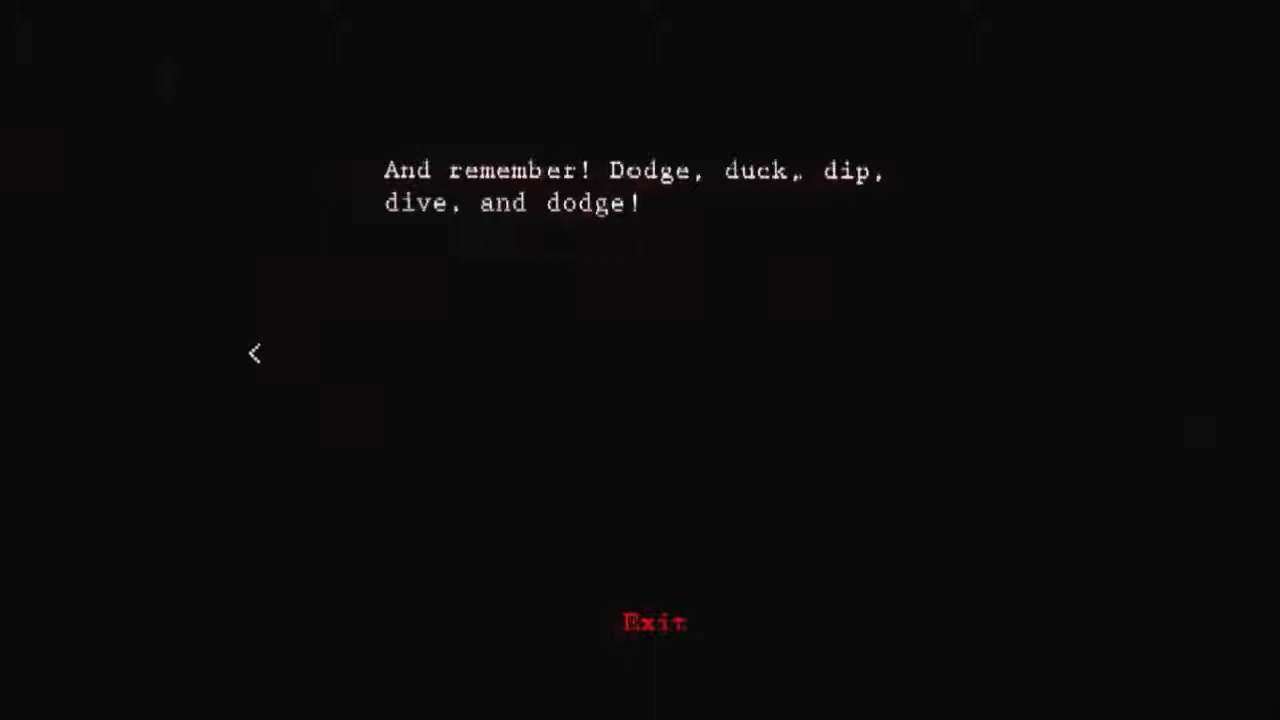 And remember! Dodge, duck, dip,
dive, and dodge!
<
Exit